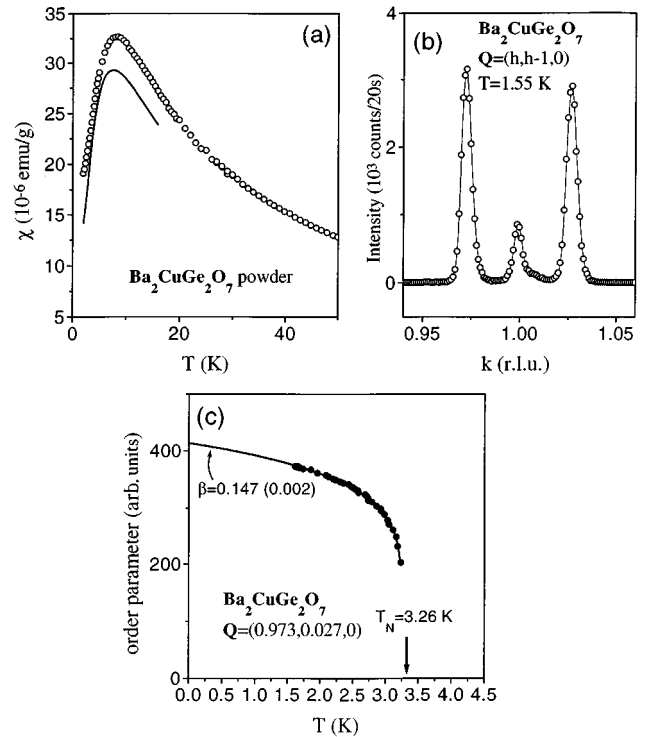 (a)
χ (10⁻⁶ emu/g)
35
30
25
20
15
10
5
Ba₂CuGe₂O₇ powder
0
20
40
T (K)
(b)
Ba₂CuGe₂O₇
Q=(h,h-1,0)
T=1.55 K
Intensity (10³ counts/20s)
4
2
0
0.95
1.00
1.05
k (r.l.u.)
(c)
order parameter (arb. units)
400
200
0
β=0.147 (0.002)
Ba₂CuGe₂O₇
Q=(0.973,0.027,0)
T_N=3.26 K
0.0 0.5 1.0 1.5 2.0 2.5 3.0 3.5 4.0 4.5
T (K)